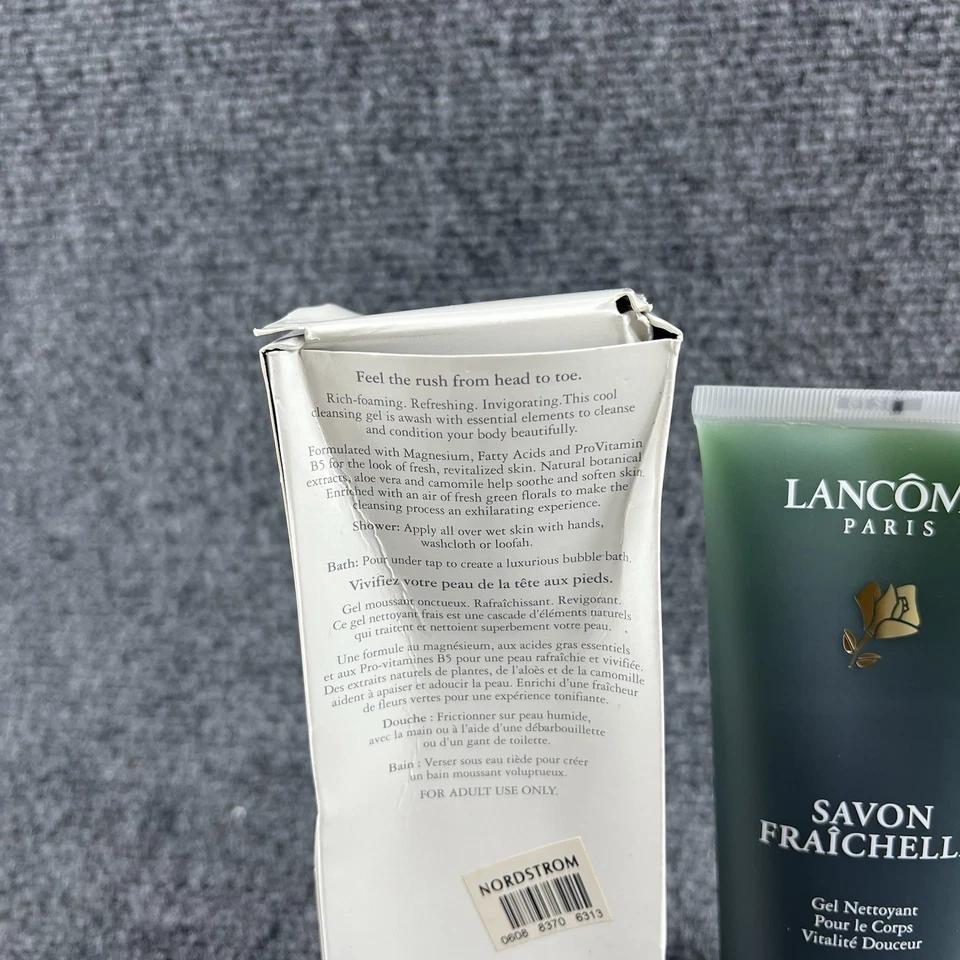 Feel the rush from head to toe.
Rich-foaming. Refreshing. Invigorating. This cool
cleansing gel is awash with essential elements to cleanse
and condition your body beautifully.
Formulated with Magnesium, Fatty Acids and ProVitamin
B5 for the look of fresh, revitalized skin. Natural botanical
extracts, aloe vera and camomile help soothe and soften skin.
Enriched with an air of fresh green florals to make the
cleansing process an exhilarating experience.
Shower: Apply all over wet skin with hands,
washcloth or loofah.
Bath: Pour under tap to create a luxurious bubble bath.
Vivifiez votre peau de la tête aux pieds.
Gel moussant onctueux. Rafraîchissant. Revigorant.
Ce gel nettoyant frais est une cascade d'éléments naturels
qui traitent et nettoient superbement votre peau.
Une formule au magnésieum, aux acides gras essentiels
et aux Pro-vitamines B5 pour une peau rafraîchie et vivifiée.
Des extraits naturels de plantes, de l'aloès et de la camomille
aident à apaiser et adoucir la peau. Enrichi d'une fraîcheur
de fleurs vertes pour une expérience tonifiante.
Douche : Frictionner sur peau humide,
avec la main ou à l'aide d'une débarbouillette
ou d'un gant de toilette.
Bain : Verser sous eau tiède pour créer
un bain moussant voluptueux.
FOR ADULT USE ONLY.
NORDSTROM
0608 8370 6313
LANCÔM
PARIS
SAVON
FRAÎCHELL
Gel Nettoyant
Pour le Corps
Vitalité Douceur